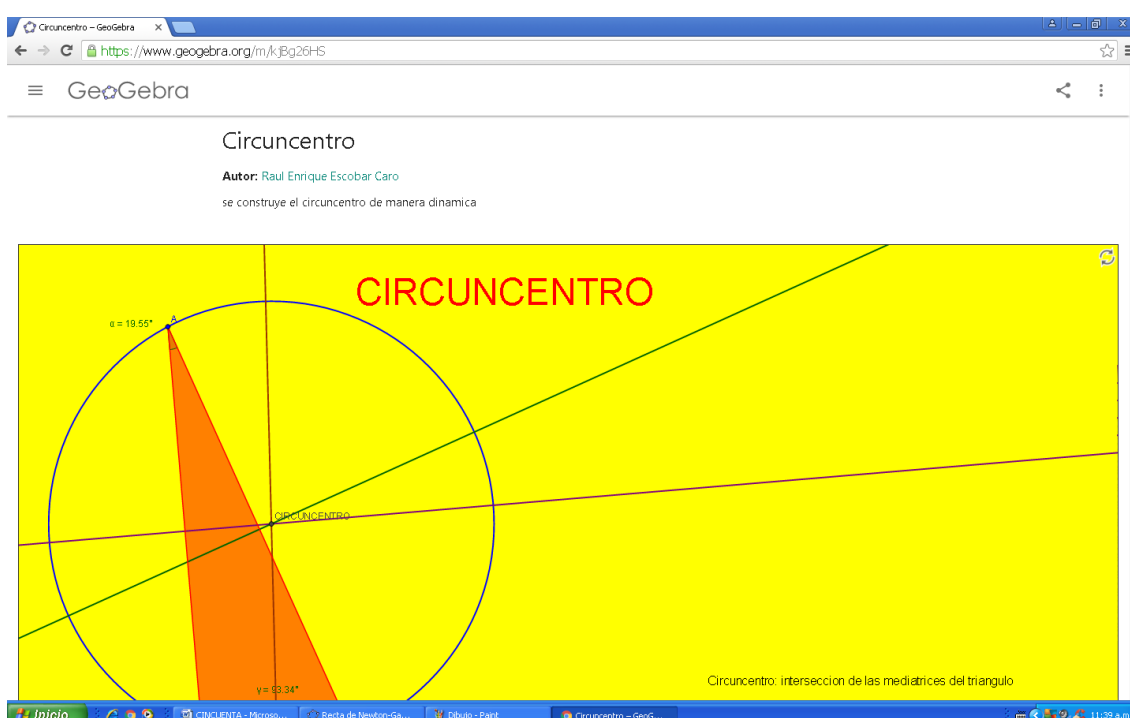 Circuncentro – GeoGebra
https://www.geogebra.org/m/kjBg26HS
GeoGebra
Circuncentro
Autor: Raul Enrique Escobar Caro
se construye el circuncentro de manera dinamica
CIRCUNCENTRO
A
α = 19.55°
CIRCUNCENTRO
γ = 93.34°
Circuncentro: interseccion de las mediatrices del triangulo
Inicio
CINCUENTA - Microso...
Recta de Newton-Ga...
Dibujo - Paint
Circuncentro – GeoG...
11:39 a.m.